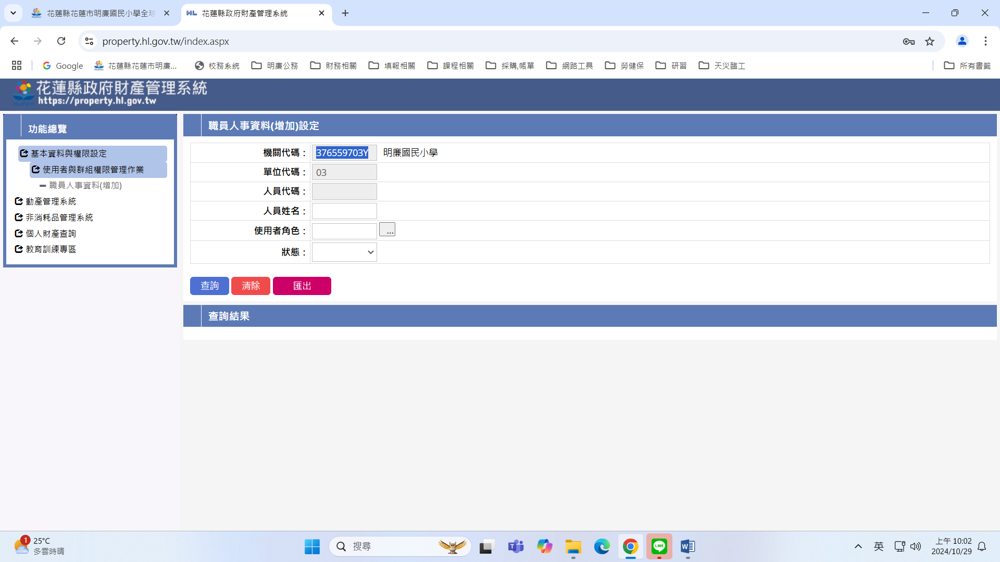 花蓮縣花蓮市明廉國民小學全球
花蓮縣政府財產管理系統
property.hl.gov.tw/index.aspx
Google
花蓮縣花蓮市明廉...
校務系統
明廉公務
財務相關
填報相關
課程相關
採購,帳單
網路工具
勞健保
研習
天災臨工
所有書籤
花蓮縣政府財產管理系統
https://property.hl.gov.tw
Hualien
功能總覽
基本資料與權限設定
使用者與群組權限管理作業
職員人事資料(增加)
動產管理系統
非消耗品管理系統
個人財產查詢
教育訓練專區
職員人事資料(增加)設定
機關代碼： 376559703Y 明廉國民小學
單位代碼： 03
人員代碼：
人員姓名：
使用者角色： ...
狀態：
查詢 清除 匯出
查詢結果
1
25°C
多雲時晴
搜尋
LINE
英
上午 10:02
2024/10/29